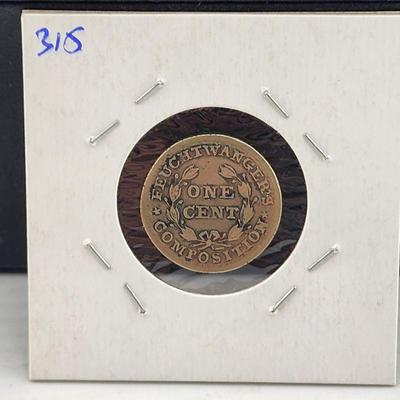 315
FEUCHTWANGER'S
ONE
CENT
COMPOSITION